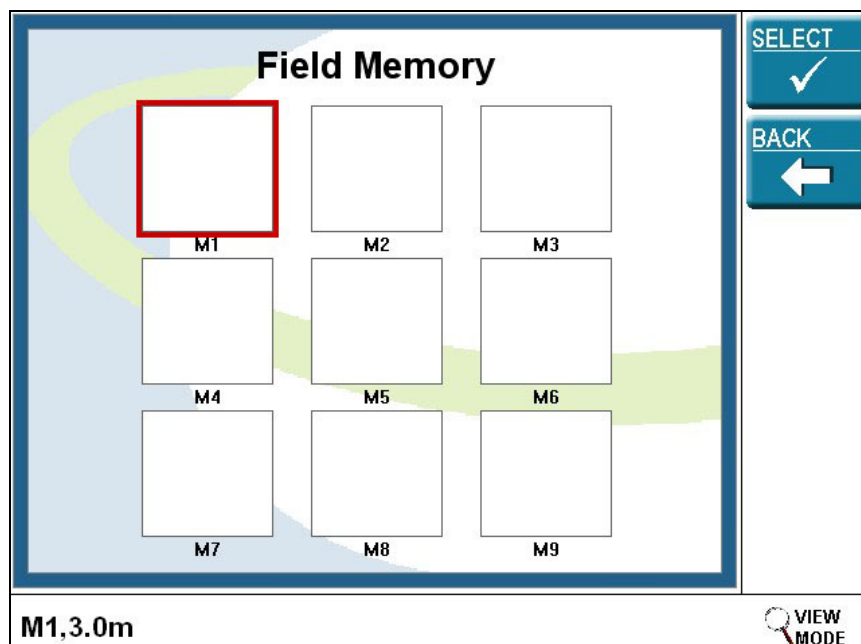 Field Memory
SELECT
BACK
M1 M2 M3
M4 M5 M6
M7 M8 M9
M1,3.0m
VIEW
MODE